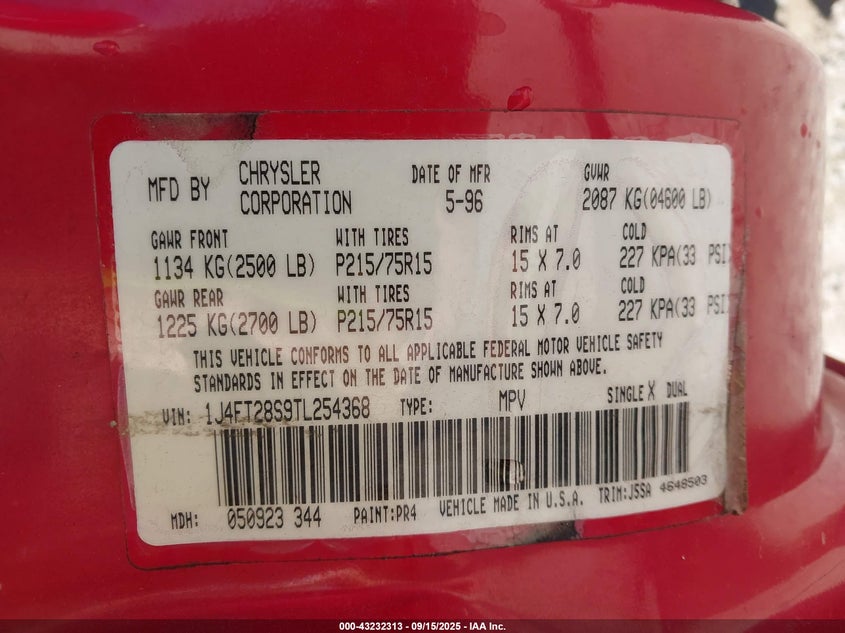 MFD BY CHRYSLER CORPORATION DATE OF MFR 5-96 GVWR 2087 KG(04600 LB)
GAWR FRONT WITH TIRES RIMS AT COLD
1134 KG(2500 LB) P215/75R15 15 X 7.0 227 KPA(33 PSI)
GAWR REAR WITH TIRES RIMS AT COLD
1225 KG(2700 LB) P215/75R15 15 X 7.0 227 KPA(33 PSI)
THIS VEHICLE CONFORMS TO ALL APPLICABLE FEDERAL MOTOR VEHICLE SAFETY
STANDARDS IN EFFECT ON THE DATE OF MANUFACTURE SHOWN ABOVE.
VIN: 1J4FT28S9TL254368 TYPE: MPV SINGLE X DUAL
MDH: 050923 344 PAINT:PR4 VEHICLE MADE IN U.S.A. TRIM:JSSA 4648503
000-43232313 - 09/15/2025 - IAA Inc.